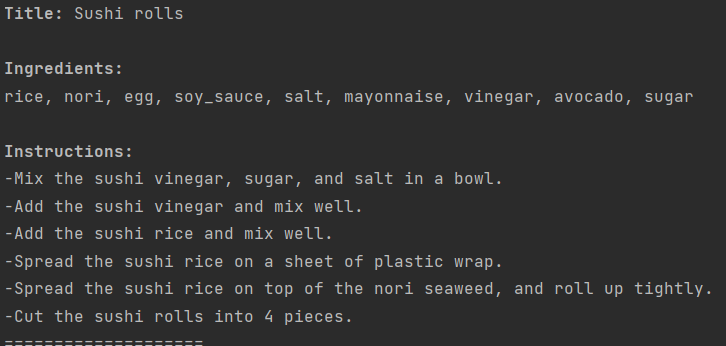 Title: Sushi rolls
Ingredients:
rice, nori, egg, soy_sauce, salt, mayonnaise, vinegar, avocado, sugar
Instructions:
-Mix the sushi vinegar, sugar, and salt in a bowl.
-Add the sushi vinegar and mix well.
-Add the sushi rice and mix well.
-Spread the sushi rice on a sheet of plastic wrap.
-Spread the sushi rice on top of the nori seaweed, and roll up tightly.
-Cut the sushi rolls into 4 pieces.
====================